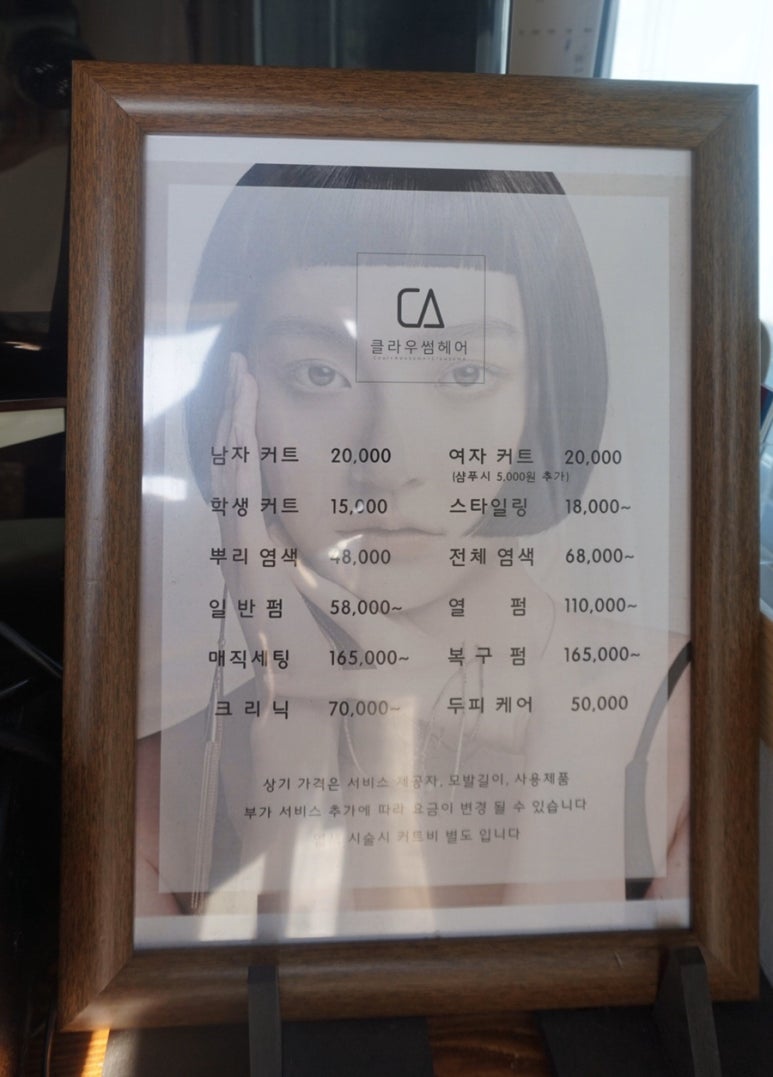 CA
클라우썸헤어
남자 커트 20,000 여자 커트 20,000
(샴푸시 5,000원 추가)
학생 커트 15,000 스타일링 18,000~
뿌리 염색 48,000 전체 염색 68,000~
일반펌 58,000~ 열 펌 110,000~
매직세팅 165,000~ 복구펌 165,000~
크리닉 70,000~ 두피케어 50,000
상기 가격은 서비스 제공자, 모발길이, 사용제품
부가 서비스 추가에 따라 요금이 변경 될 수 있습니다
시술시 커트비 별도 입니다